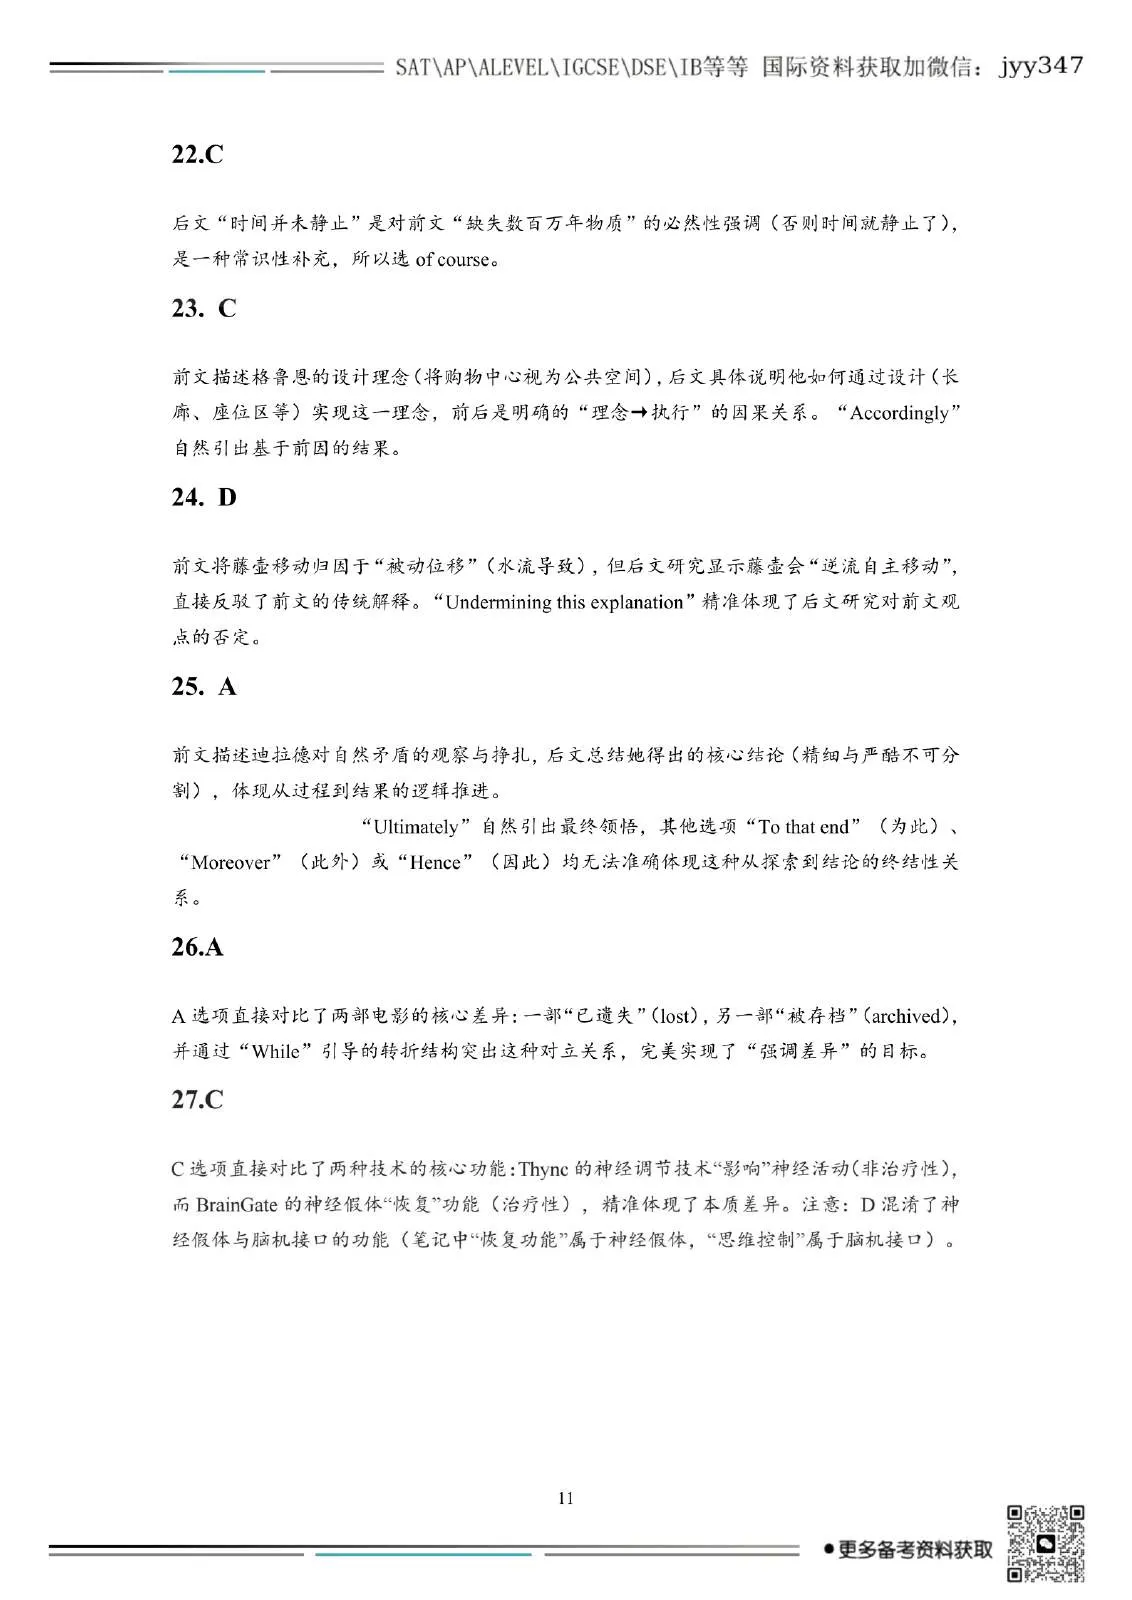 SAT\AP\ALEVEL\IGCSE\DSE\IB等等 国际资料获取加微信：jyy347
22.C
后文“时间并未静止”是对前文“缺失数百万年物质”的必然性强调（否则时间就静止了），
是一种常识性补充，所以选 of course。
23. C
前文描述格鲁恩的设计理念（将购物中心视为公共空间），后文具体说明他如何通过设计（长
廊、座位区等）实现这一理念，前后是明确的“理念→执行”的因果关系。“Accordingly”
自然引出基于前因的结果。
24. D
前文将藤壶移动归因于“被动位移”（水流导致），但后文研究显示藤壶会“逆流自主移动”，
直接反驳了前文的传统解释。“Undermining this explanation”精准体现了后文研究对前文观
点的否定。
25. A
前文描述迪拉德对自然矛盾的观察与挣扎，后文总结她得出的核心结论（精细与严酷不可分
割），体现从过程到结果的逻辑推进。
“Ultimately”自然引出最终领悟，其他选项“To that end”（为此）、
“Moreover”（此外）或“Hence”（因此）均无法准确体现这种从探索到结论的终结性关
系。
26.A
A 选项直接对比了两部电影的核心差异：一部“已遗失”（lost），另一部“被存档”（archived），
并通过“While”引导的转折结构突出这种对立关系，完美实现了“强调差异”的目标。
27.C
C 选项直接对比了两种技术的核心功能：Thync 的神经调节技术“影响”神经活动（非治疗性），
而 BrainGate 的神经假体“恢复”功能（治疗性），精准体现了本质差异。注意：D 混淆了神
经假体与脑机接口的功能（笔记中“恢复功能”属于神经假体，“思维控制”属于脑机接口）。
11
●更多备考资料获取